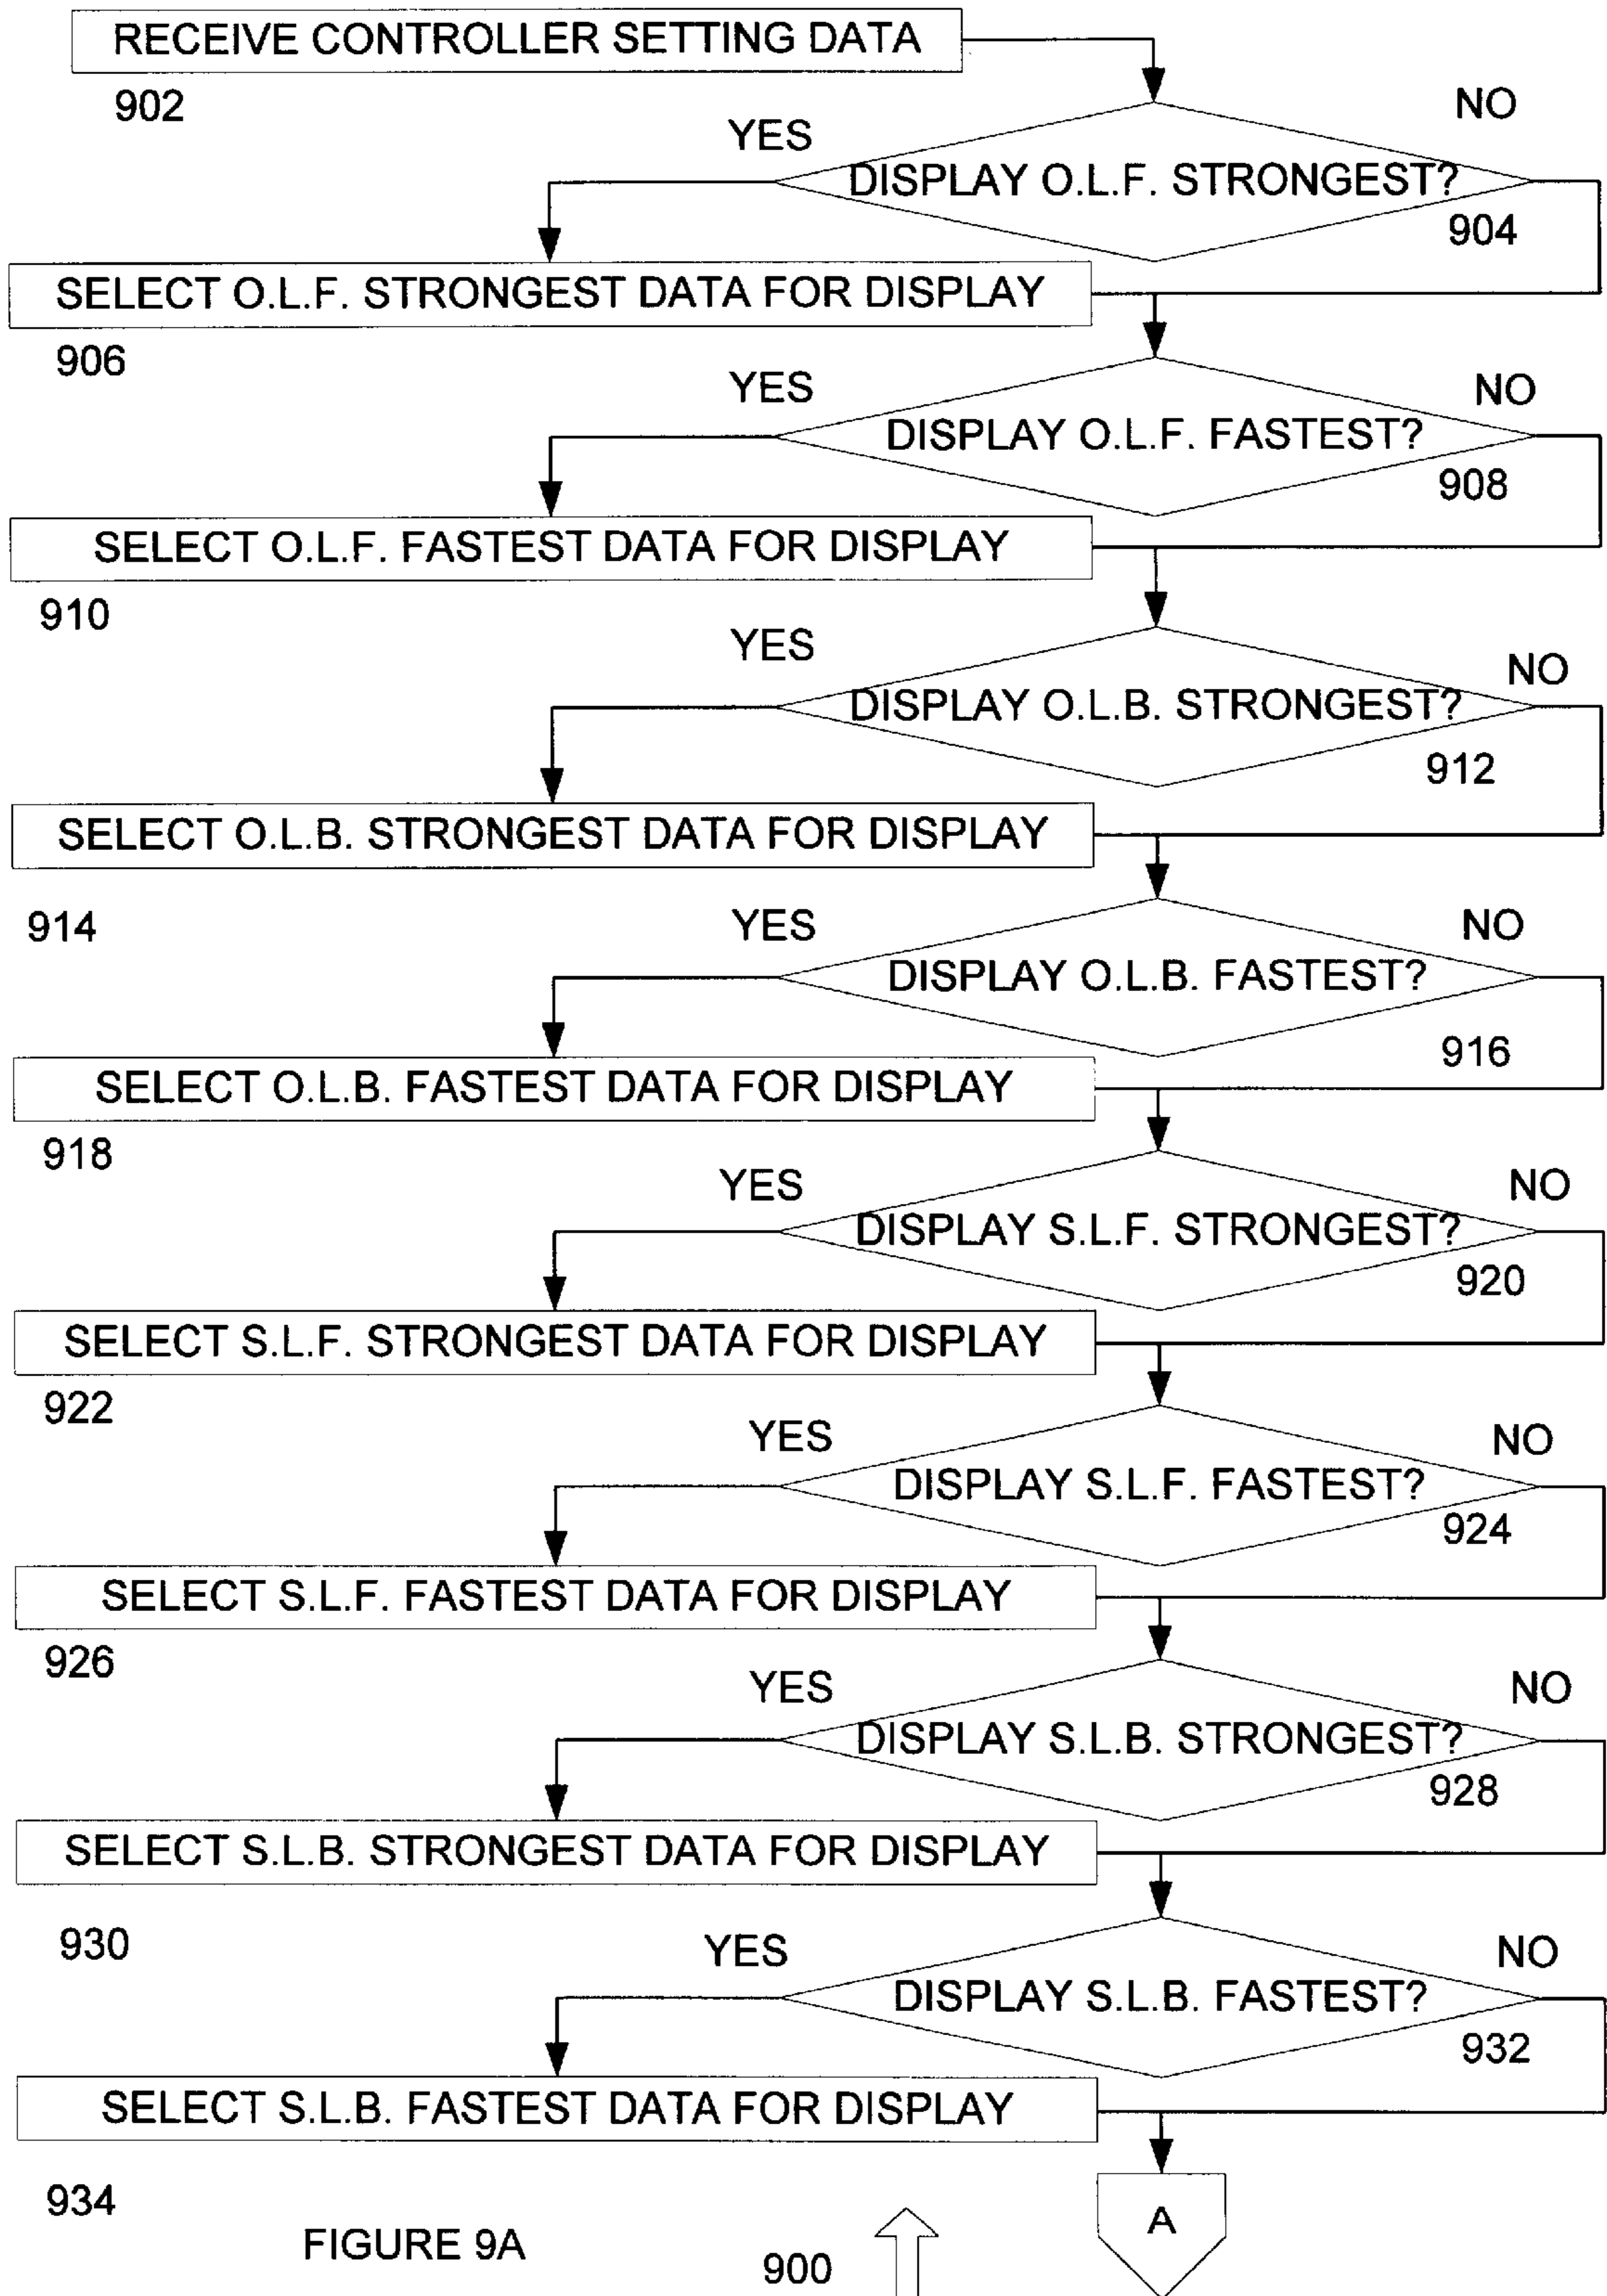 RECEIVE CONTROLLER SETTING DATA
902
YES
NO
DISPLAY O.L.F. STRONGEST?
904
SELECT O.L.F. STRONGEST DATA FOR DISPLAY
906
YES
NO
DISPLAY O.L.F. FASTEST?
908
SELECT O.L.F. FASTEST DATA FOR DISPLAY
910
YES
NO
DISPLAY O.L.B. STRONGEST?
912
SELECT O.L.B. STRONGEST DATA FOR DISPLAY
914
YES
NO
DISPLAY O.L.B. FASTEST?
916
SELECT O.L.B. FASTEST DATA FOR DISPLAY
918
YES
NO
DISPLAY S.L.F. STRONGEST?
920
SELECT S.L.F. STRONGEST DATA FOR DISPLAY
922
YES
NO
DISPLAY S.L.F. FASTEST?
924
SELECT S.L.F. FASTEST DATA FOR DISPLAY
926
YES
NO
DISPLAY S.L.B. STRONGEST?
928
SELECT S.L.B. STRONGEST DATA FOR DISPLAY
930
YES
NO
DISPLAY S.L.B. FASTEST?
932
SELECT S.L.B. FASTEST DATA FOR DISPLAY
934
A
FIGURE 9A
900